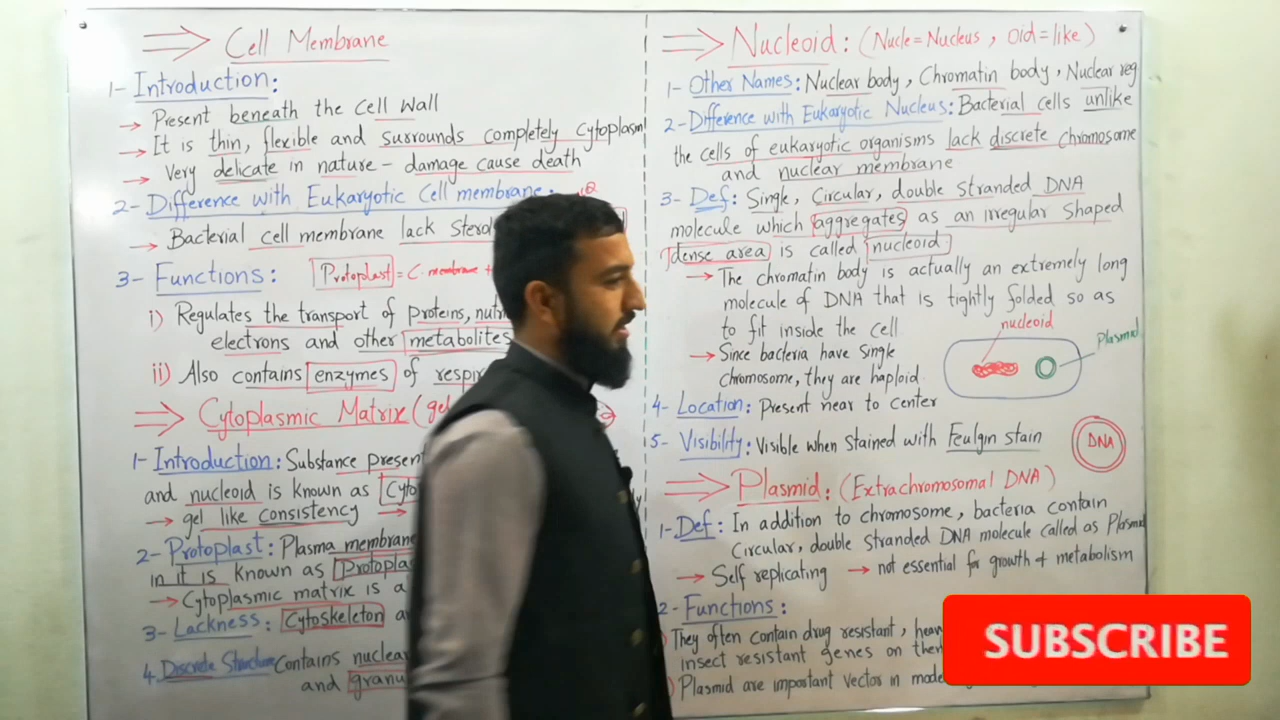 ⇒ Cell Membrane
1- Introduction:
→ Present beneath the cell wall
→ It is thin, flexible and surrounds completely cytoplasm
→ Very delicate in nature - damage cause death
2- Difference with Eukaryotic Cell membrane:
→ Bacterial cell membrane lack
3- Functions: Protoplast = C. membrane +
i) Regulates the transport of proteins,
electrons and other metabolites
ii) Also contains enzymes of
⇒ Cytoplasmic Matrix (gel
1- Introduction: Substance present
and nucleoid is known as
→ gel like consistency →
2- Protoplast: Plasma membrane
in it is known as
→ Cytoplasmic matrix is a
3- Lackness: Cytoskeleton
4. Discrete Structure Contains
and
⇒ Nucleoid: (Nucle = Nucleus, Oid = like)
1- Other Names: Nuclear body, Chromatin body, Nuclear reg
2- Difference with Eukaryotic Nucleus: Bacterial cells unlike
the cells of eukaryotic organisms lack discrete chromosome
and nuclear membrane
3- Def: Single, Circular, double stranded DNA
molecule which aggregates as an irregular shaped
dense area is called nucleoid.
→ The chromatin body is actually an extremely long
molecule of DNA that is tightly folded so as
to fit inside the cell
nucleoid
Plasmid
→ Since bacteria have single
chromosome, they are haploid.
4- Location: Present near to center
5- Visibility: Visible when stained with Feulgin stain
DNA
⇒ Plasmid: (Extrachromosomal DNA)
1- Def: In addition to chromosome, bacteria contain
Circular, double stranded DNA molecule called as Plasmid
→ Self replicating → not essential for growth & metabolism
2- Functions:
They often contain drug resistant,
insect resistant genes on
Plasmid are important vector in
SUBSCRIBE